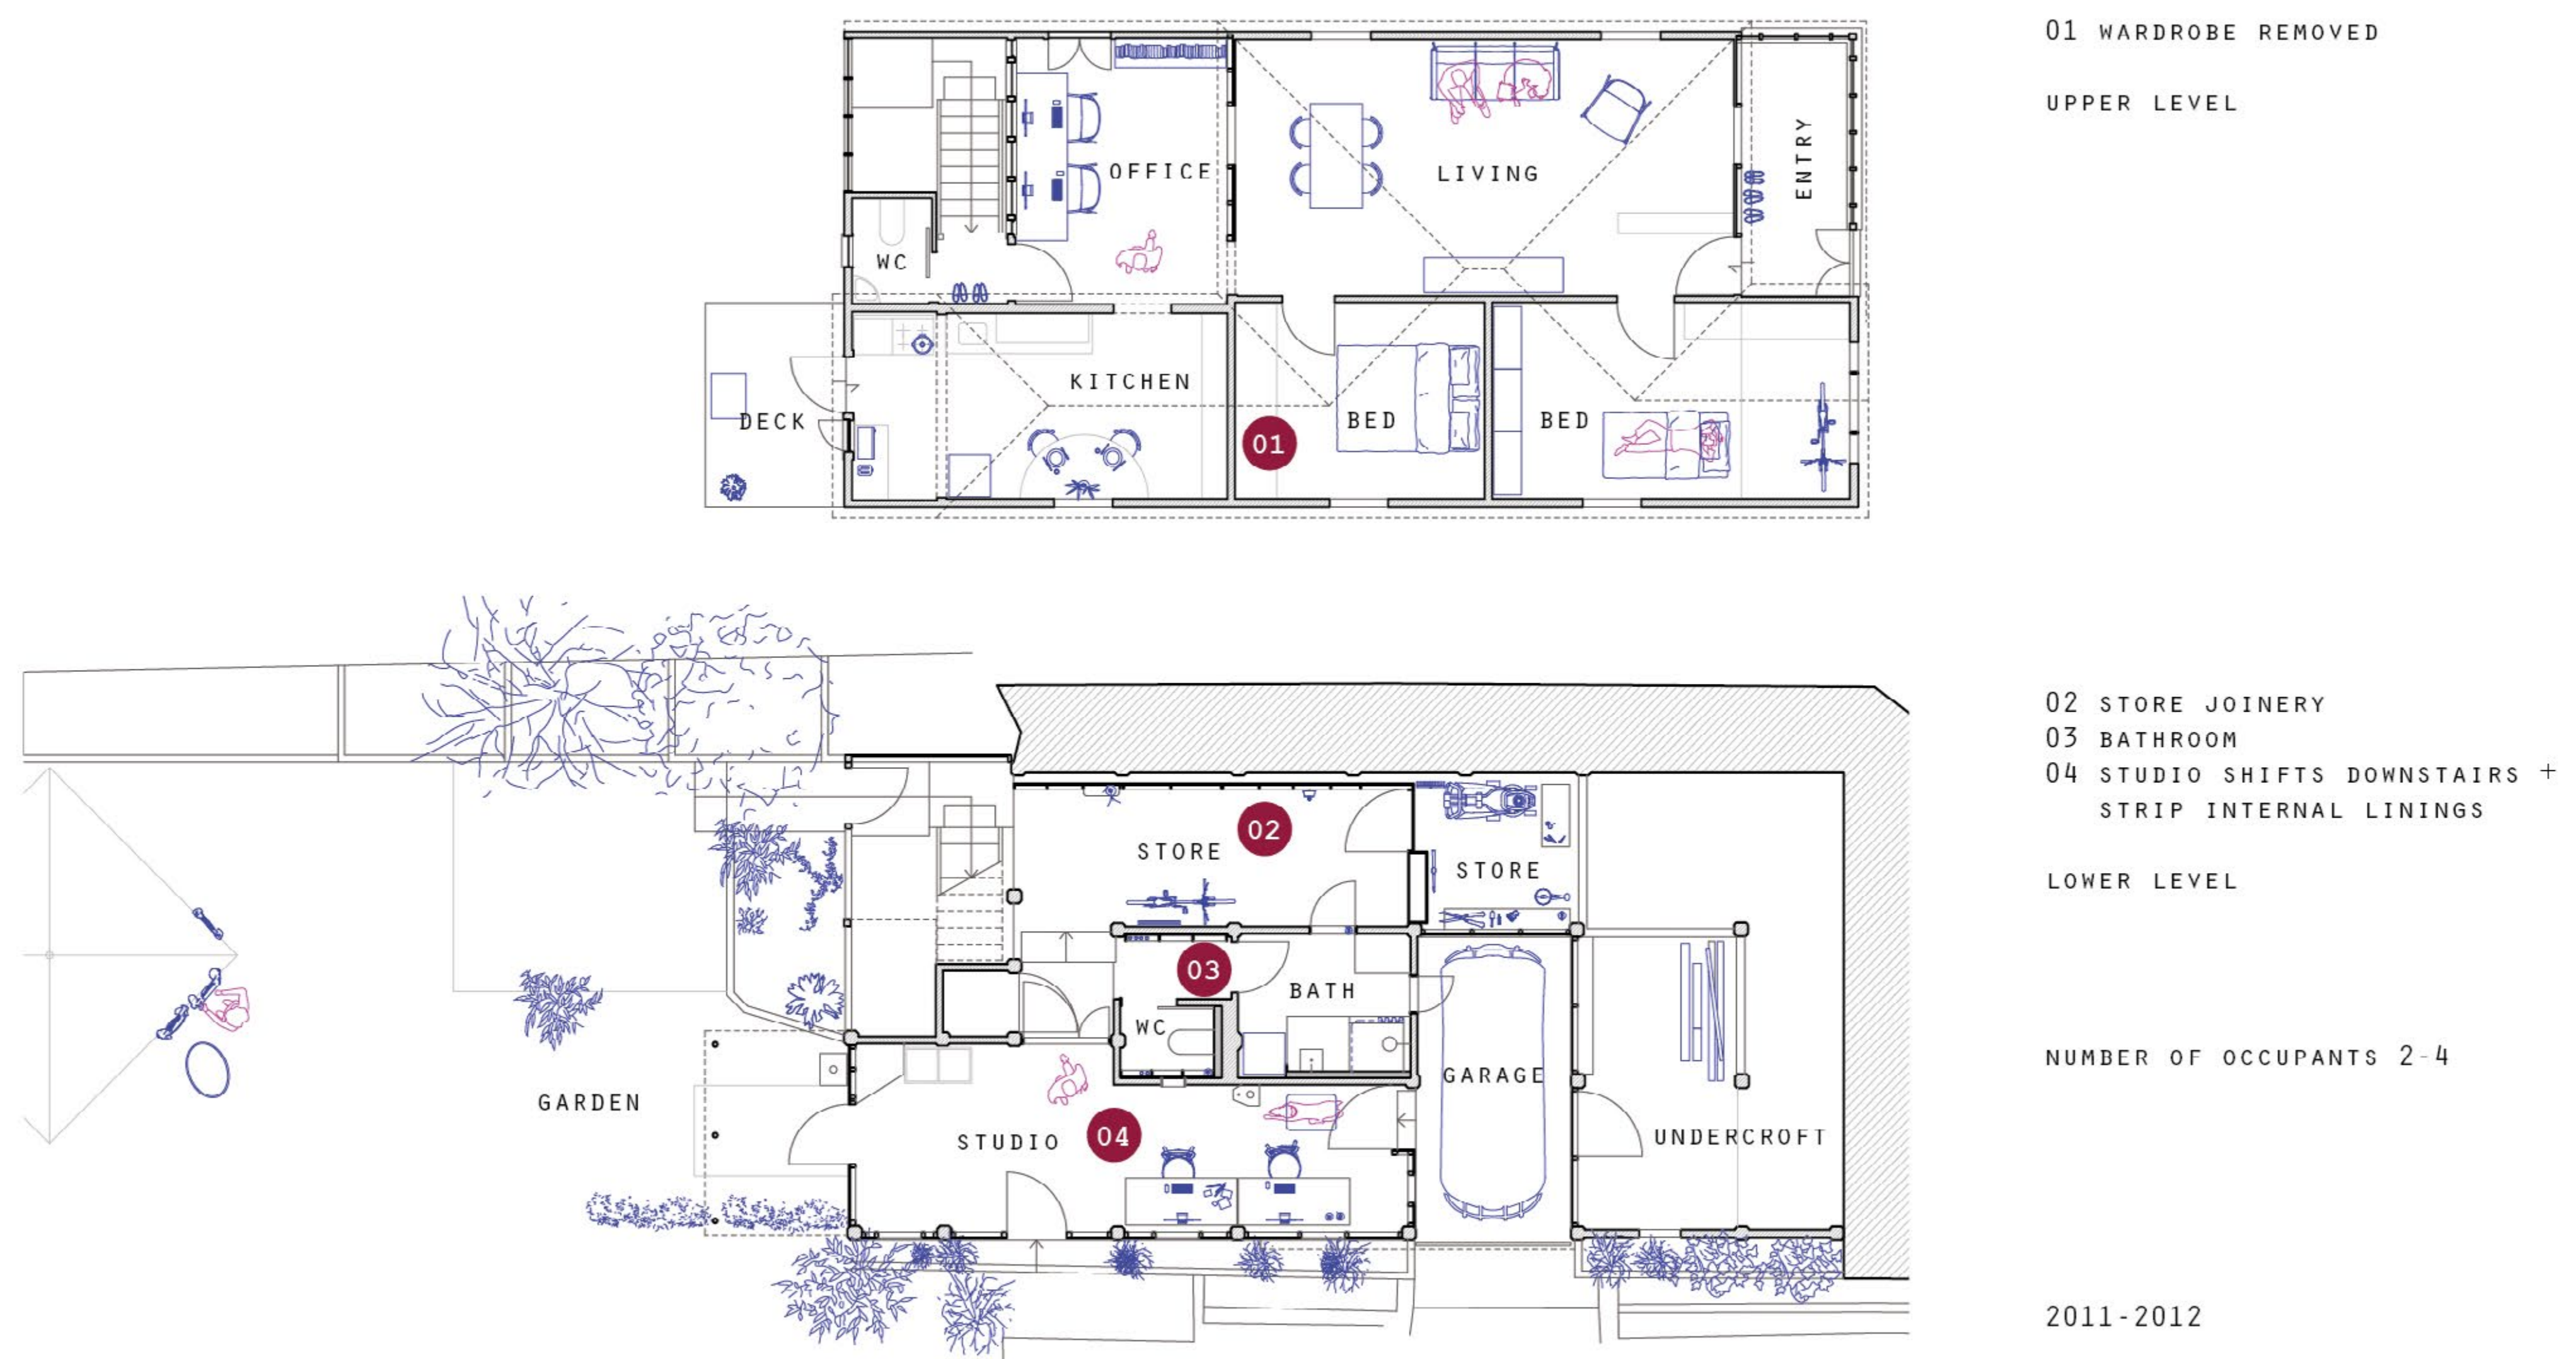 01 WARDROBE REMOVED
UPPER LEVEL
OFFICE
LIVING
ENTRY
WC
KITCHEN
DECK
01
BED
BED
02 STORE JOINERY
03 BATHROOM
04 STUDIO SHIFTS DOWNSTAIRS +
STRIP INTERNAL LININGS
LOWER LEVEL
02
STORE
STORE
03
BATH
WC
GARAGE
GARDEN
STUDIO
04
UNDERCROFT
NUMBER OF OCCUPANTS 2-4
2011-2012